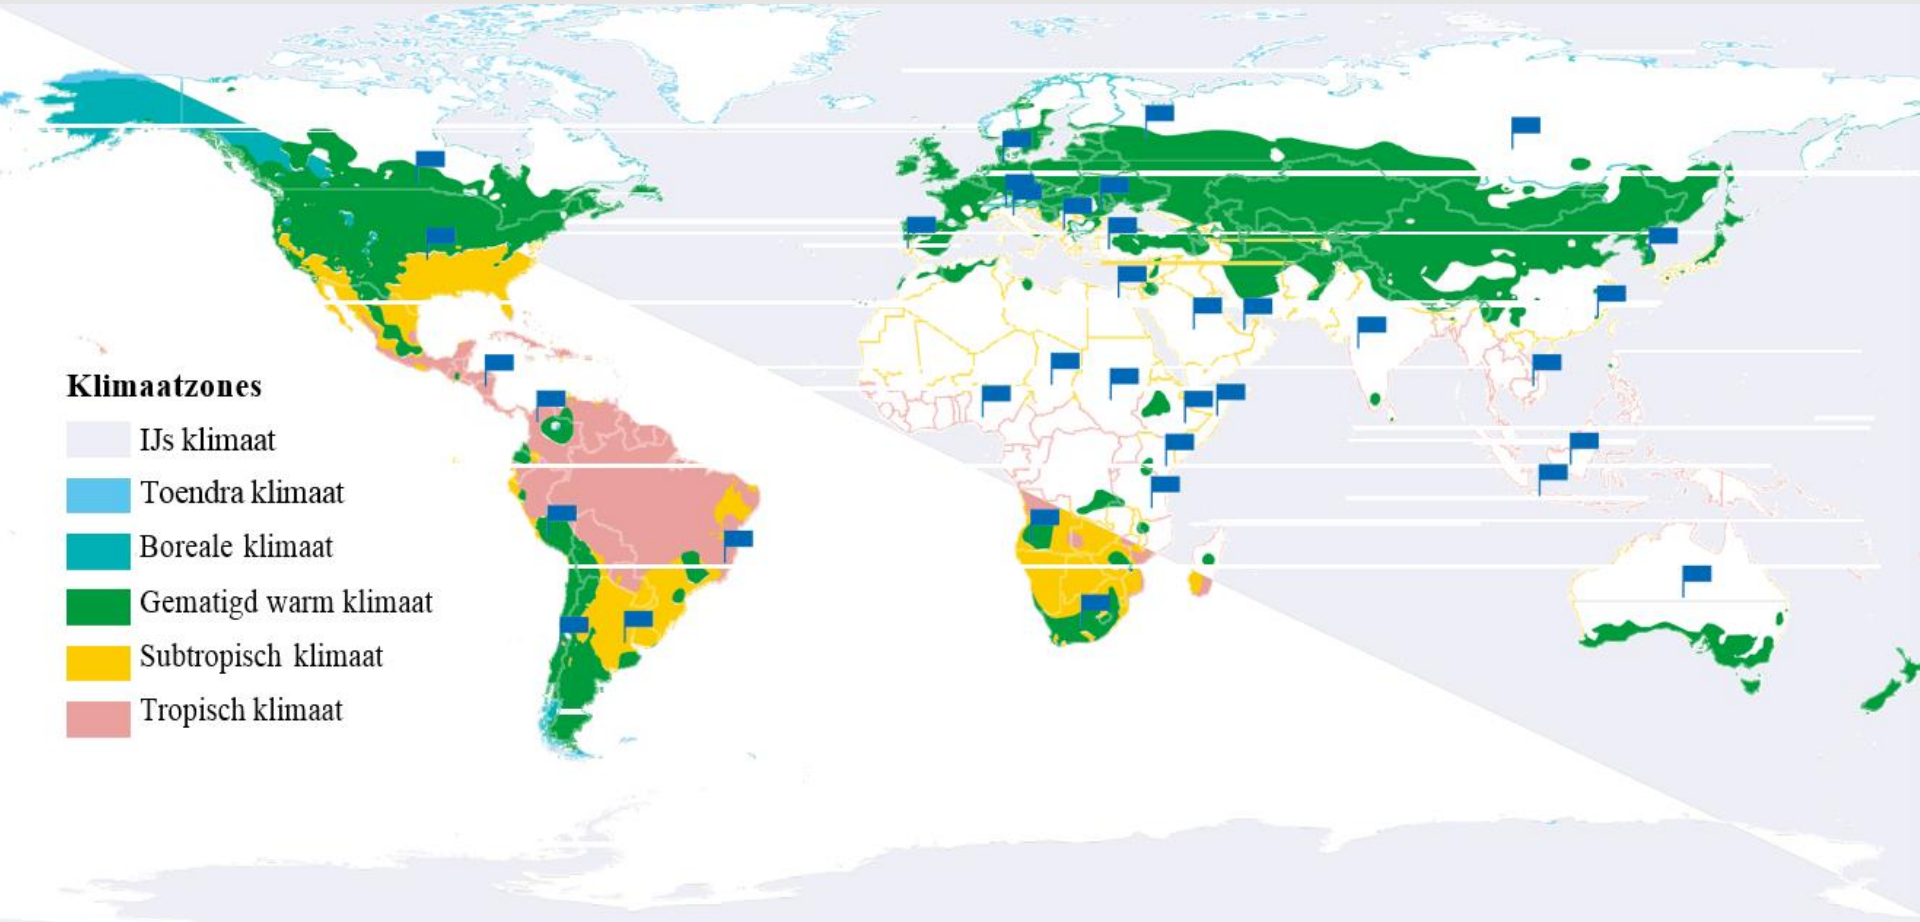 Klimaatzones
IJs klimaat
Toendra klimaat
Boreale klimaat
Gematigd warm klimaat
Subtropisch klimaat
Tropisch klimaat